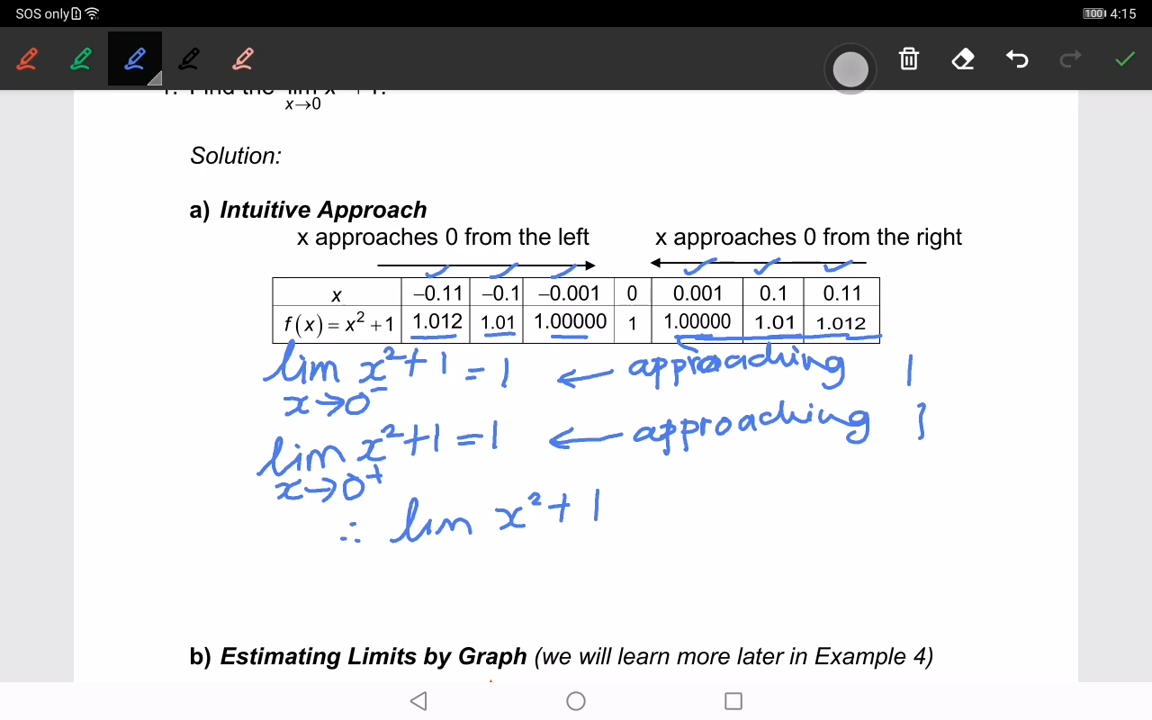 SOS only 100 4:15
x→0
Solution:
a) Intuitive Approach
x approaches 0 from the left x approaches 0 from the right
x −0.11 −0.1 −0.001 0 0.001 0.1 0.11
f(x) = x² +1 1.012 1.01 1.00000 1 1.00000 1.01 1.012
lim x²+1 = 1 ← approaching 1
x→0⁻
lim x²+1 = 1 ← approaching 1
x→0⁺
∴ lim x²+1
b) Estimating Limits by Graph (we will learn more later in Example 4)